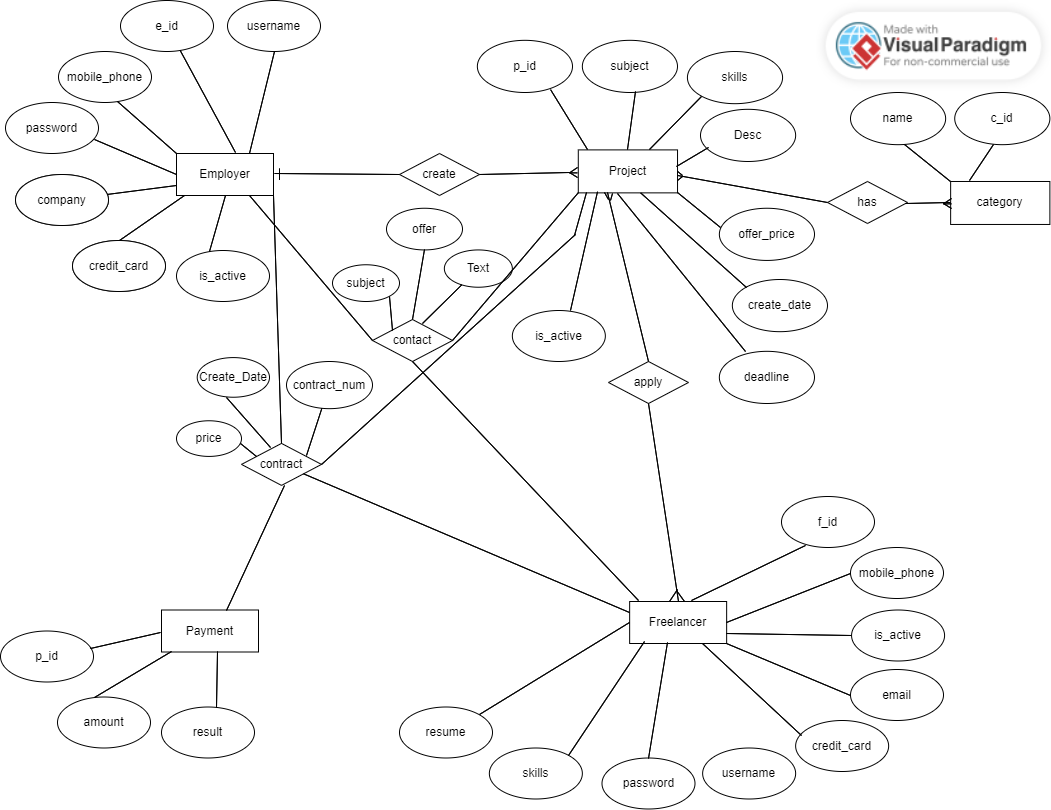 e_id
username
Made with
VisualParadigm
For non-commercial use
mobile_phone
p_id
subject
skills
password
name
c_id
Desc
Employer
create
Project
company
has
category
offer
offer_price
credit_card
is_active
subject
Text
create_date
is_active
contact
Create_Date
contract_num
apply
deadline
price
contract
f_id
mobile_phone
Payment
Freelancer
is_active
p_id
email
amount
result
resume
credit_card
skills
password
username